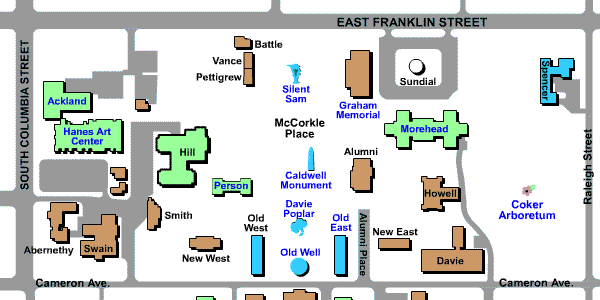 EAST FRANKLIN STREET
SOUTH COLUMBIA STREET
Battle
Vance
Pettigrew
Silent
Sam
Graham
Memorial
Sundial
Spencer
Ackland
Hanes Art
Center
McCorkle
Place
Morehead
Raleigh Street
Hill
Alumni
Caldwell
Monument
Person
Howell
Coker
Arboretum
Davie
Poplar
Smith
Old
West
Old
East
Alumni Place
New East
Abernethy
Swain
New West
Old Well
Davie
Cameron Ave.
Cameron Ave.